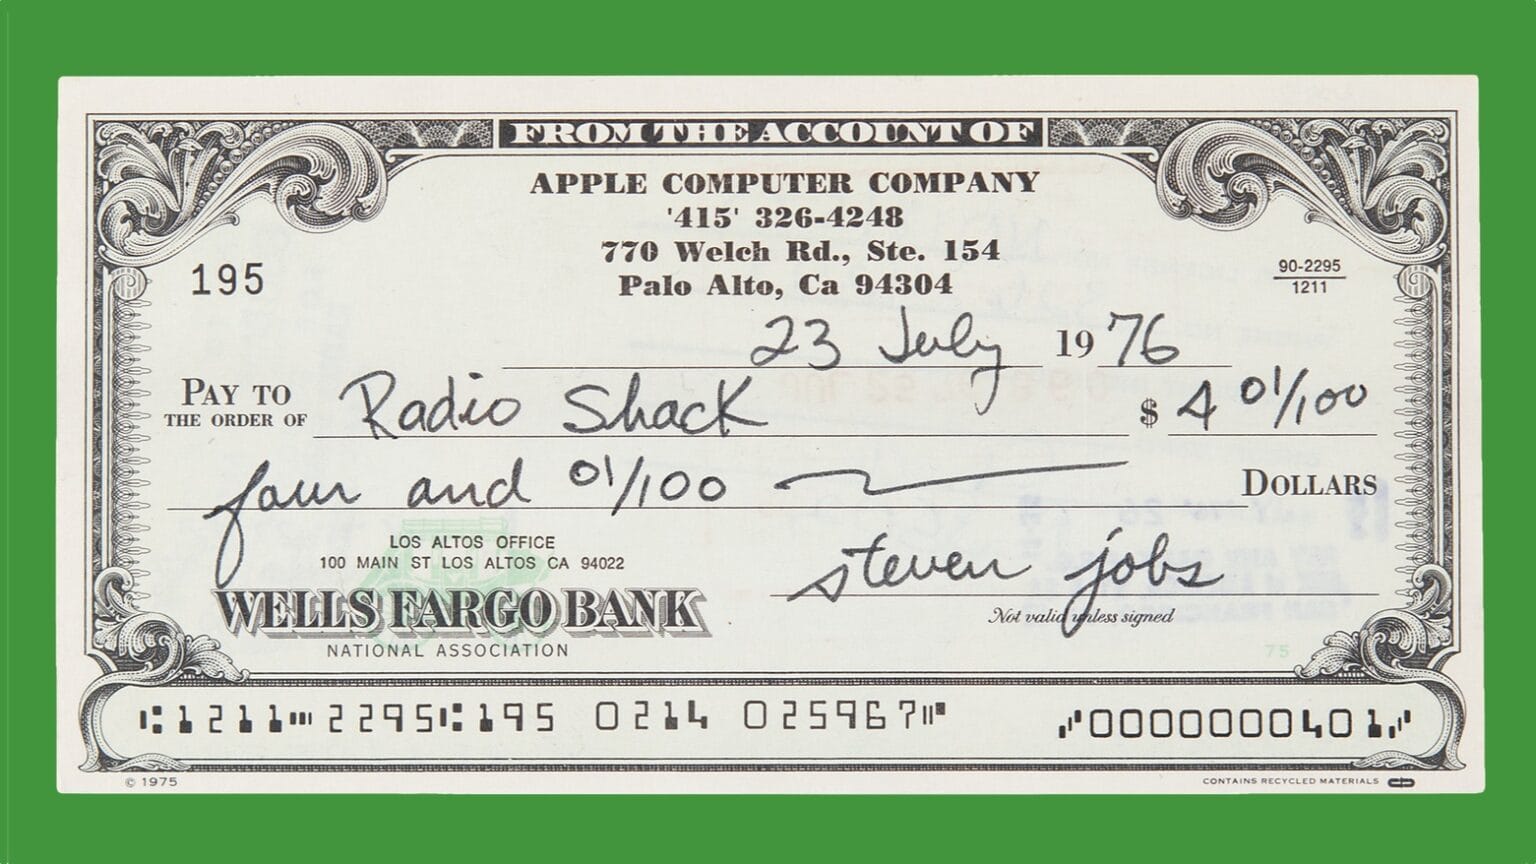 FROM THE ACCOUNT OF
APPLE COMPUTER COMPANY
'415' 326-4248
770 Welch Rd., Ste. 154
Palo Alto, Ca 94304
195
90-2295
1211
23 July 1976
PAY TO
THE ORDER OF Radio Shack $ 4 01/100
four and 01/100 DOLLARS
LOS ALTOS OFFICE
100 MAIN ST LOS ALTOS CA 94022
WELLS FARGO BANK
NATIONAL ASSOCIATION
steven jobs
Not valid unless signed
75
⑆1211⑉2295⑆195 0214 025967⑈ ⑇0000000401⑇
© 1975
CONTAINS RECYCLED MATERIALS